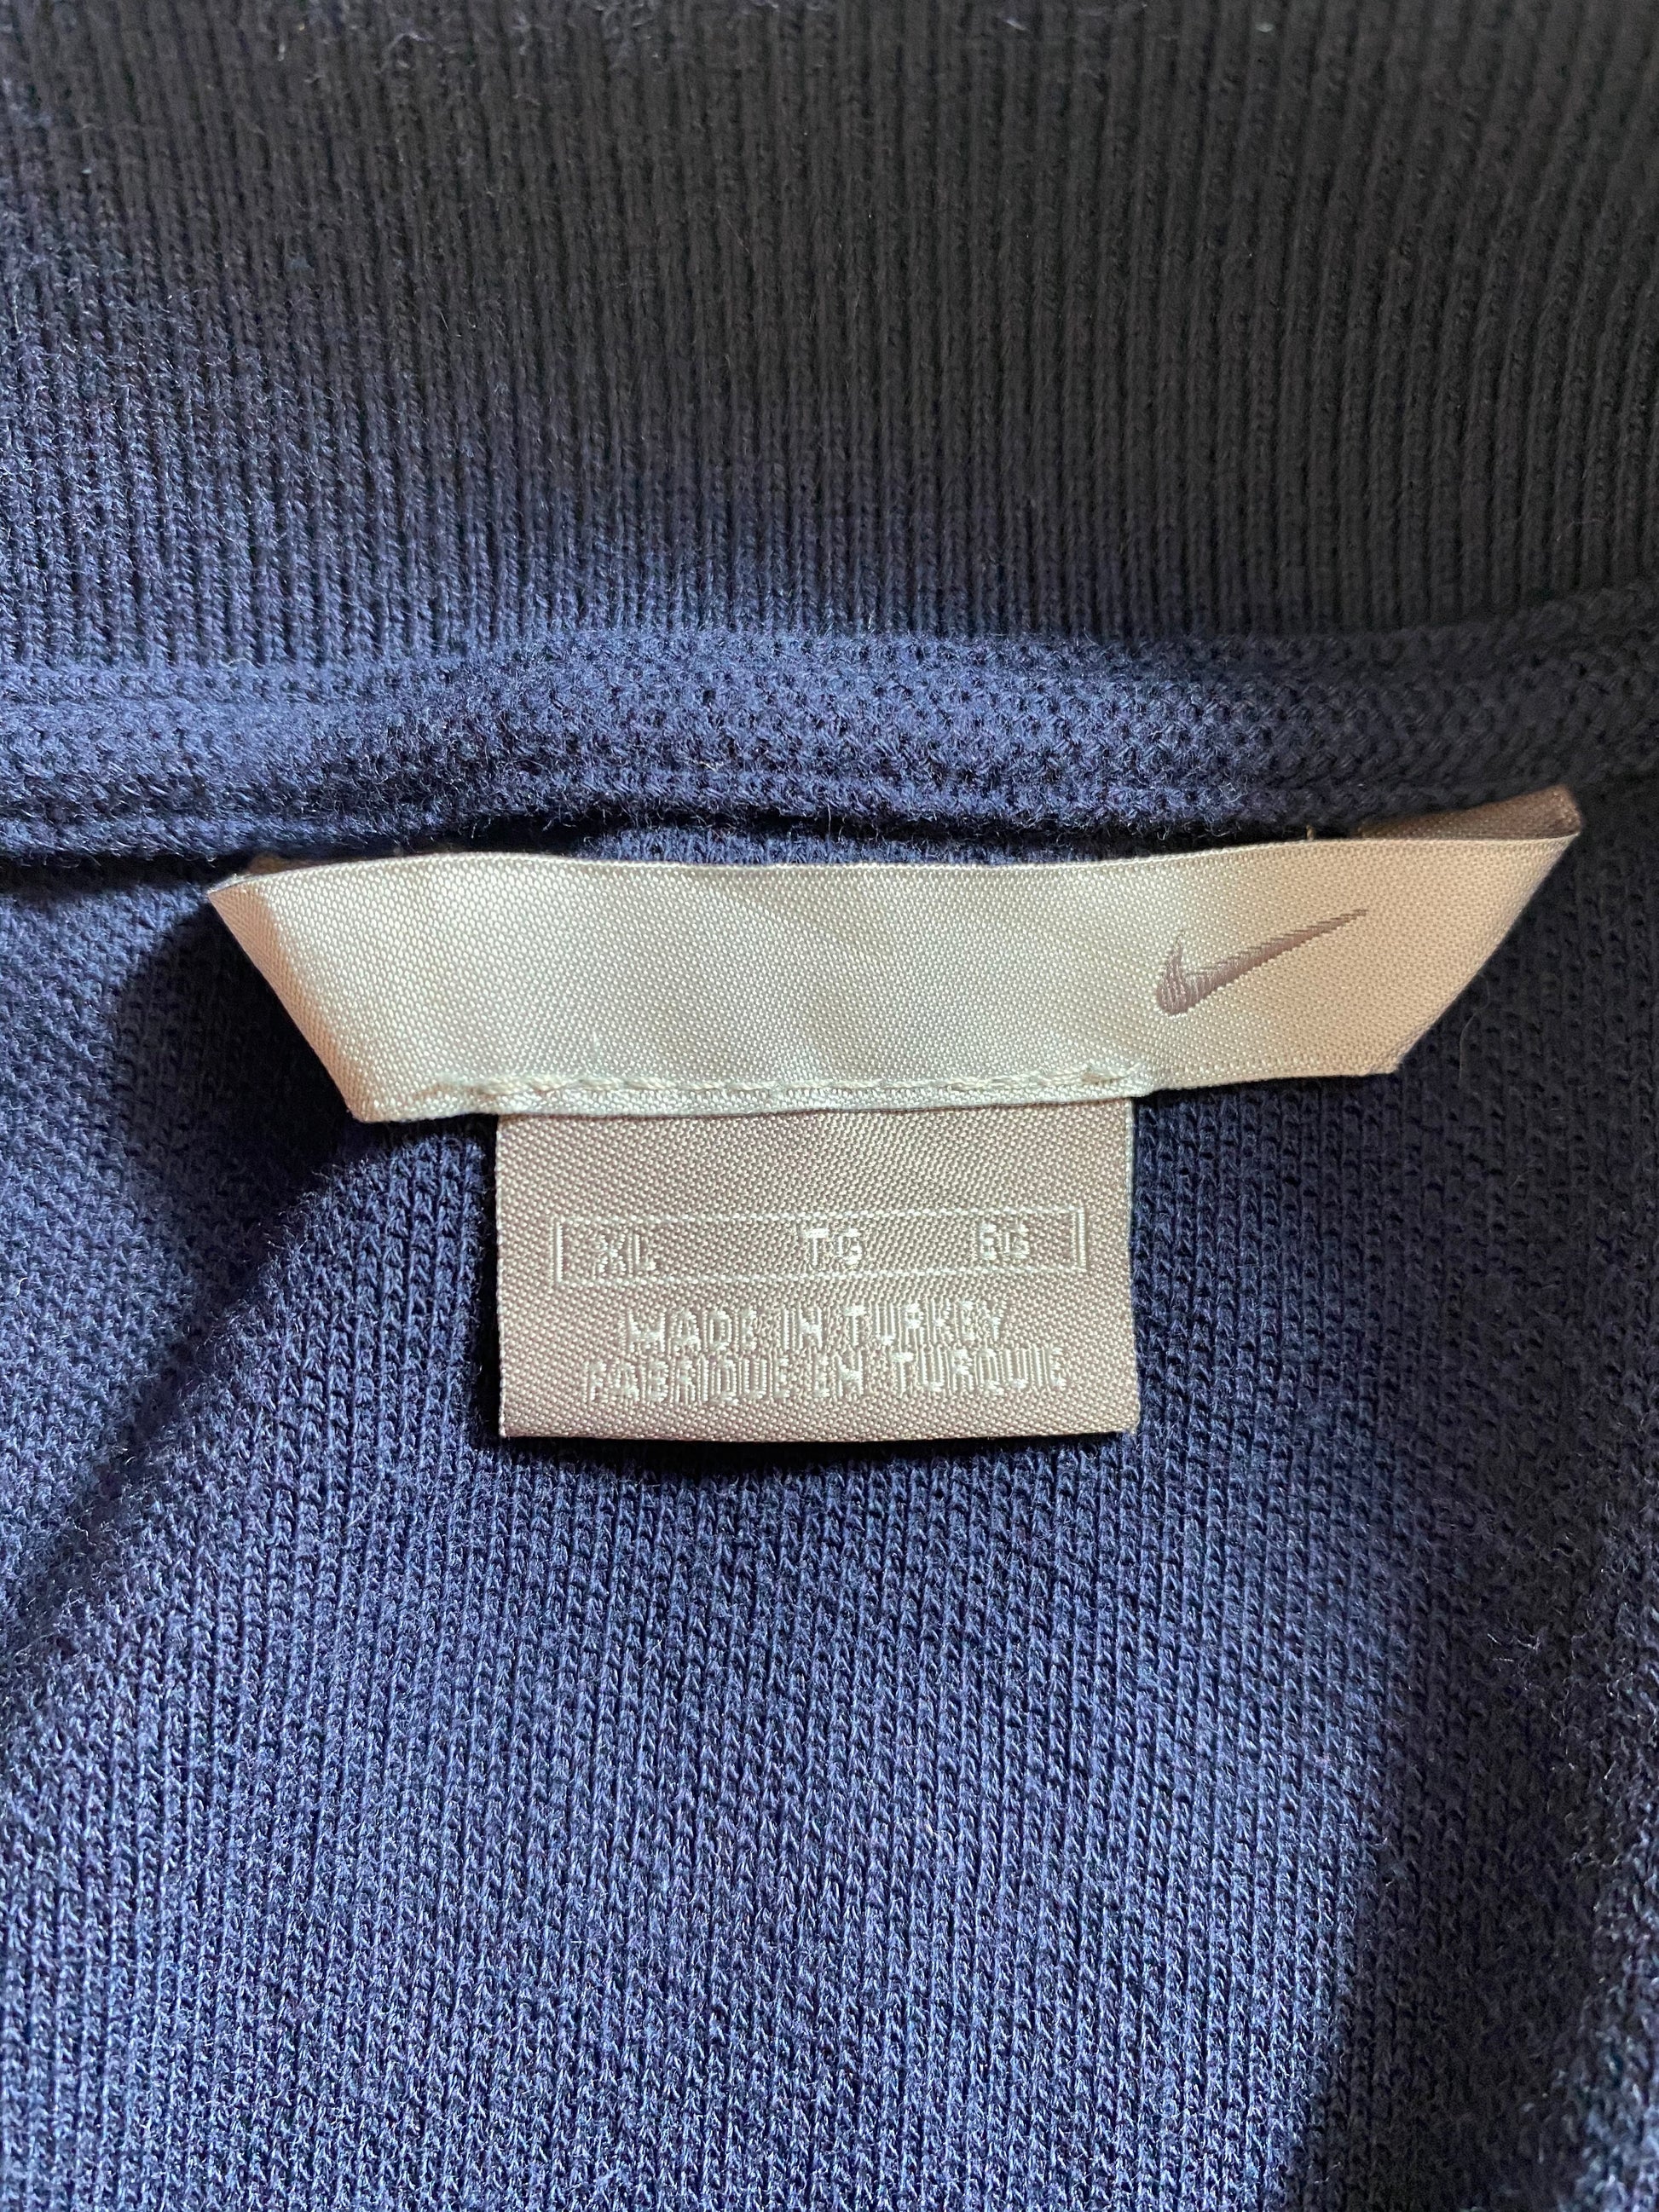 XL TG EG
MADE IN TURKEY
FABRIQUE EN TURQUIE